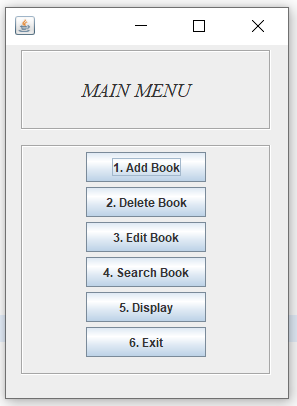 MAIN MENU
1. Add Book
2. Delete Book
3. Edit Book
4. Search Book
5. Display
6. Exit